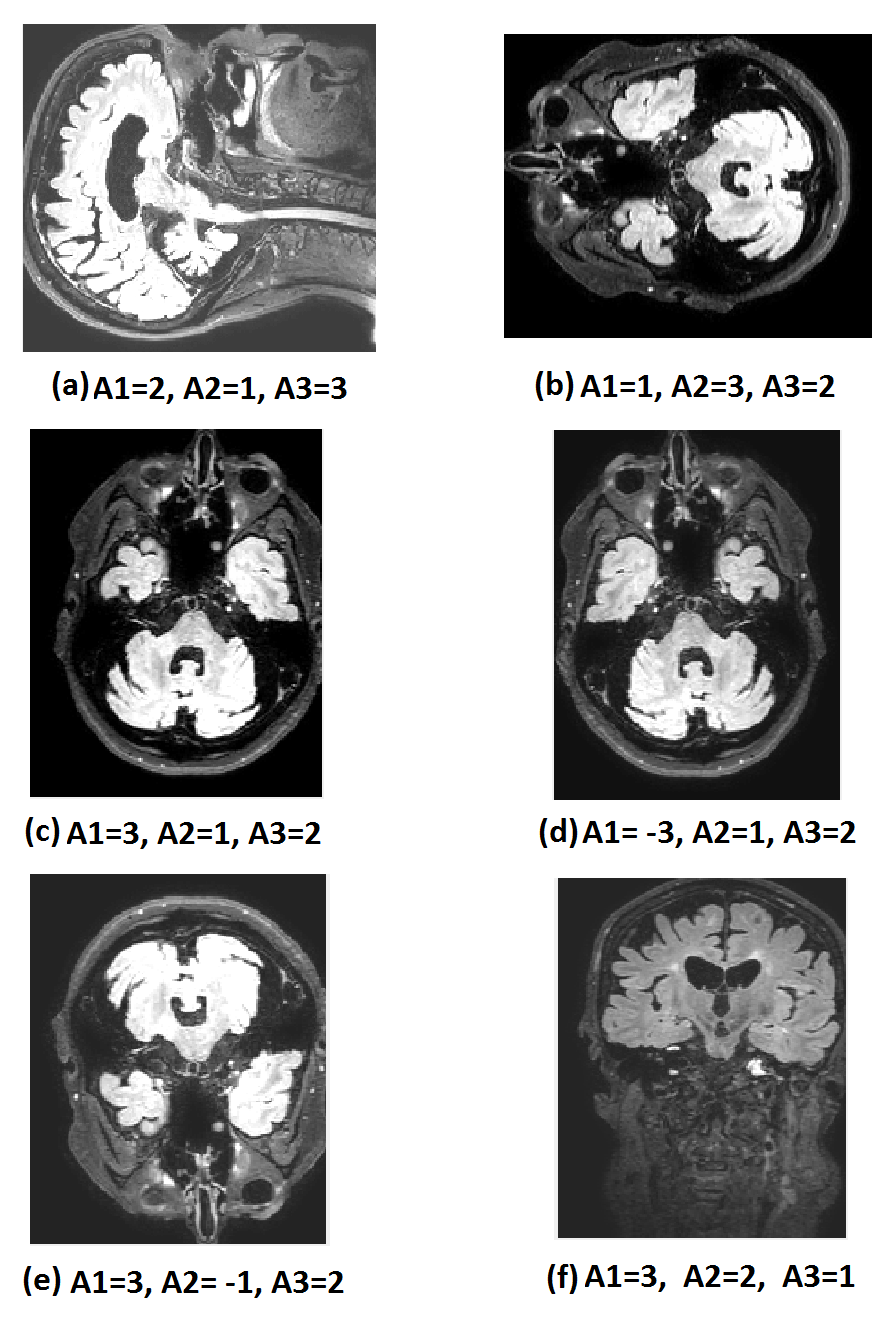 (a) A1=2, A2=1, A3=3
(b) A1=1, A2=3, A3=2
(c) A1=3, A2=1, A3=2
(d) A1= -3, A2=1, A3=2
(e) A1=3, A2= -1, A3=2
(f) A1=3, A2=2, A3=1